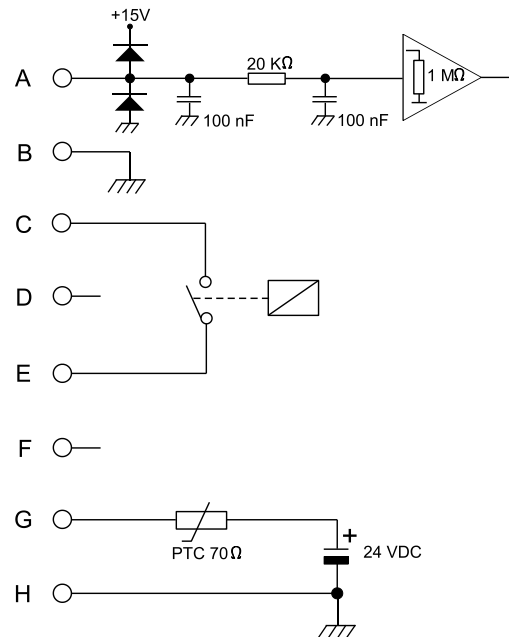 +15V
A
20 KΩ
1 MΩ
100 nF
100 nF
B
C
D
E
F
G
PTC 70Ω
+
24 VDC
H